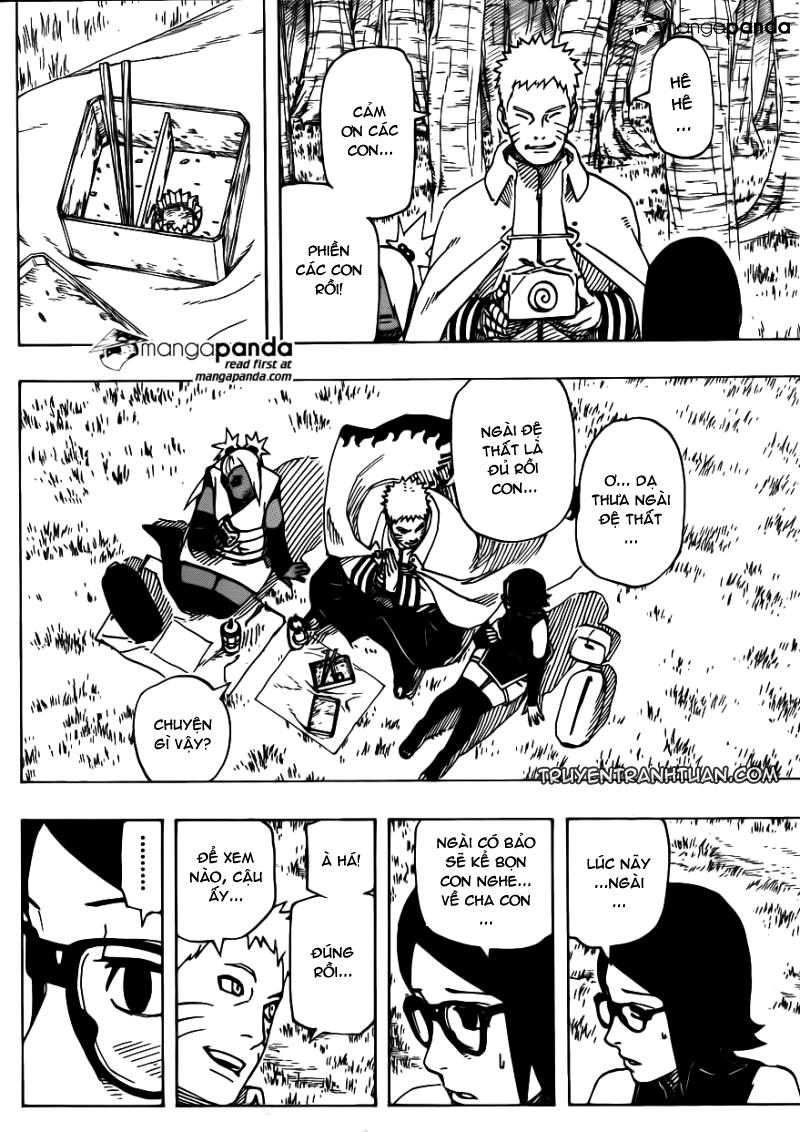 mangapanda
HÊ
HÊ
...
CẢM
ƠN CÁC
CON...
PHIỀN
CÁC CON
RỒI!
mangapanda
read first at
mangapanda.com
Ơ... DẠ
THƯA NGÀI
ĐỆ THẤT
...
NGÀI ĐỆ
THẤT LÀ
ĐỦ RỒI
CON...
CHUYỆN
GÌ VẬY?
TRUYENTRANHTUAN.COM
LÚC NÃY
...NGÀI
...
NGÀI CÓ BẢO
SẼ KỂ BỌN
CON NGHE...
VỀ CHA CON
...
À HÁ!
ĐÚNG
RỒI...
ĐỂ XEM
NÀO, CẬU
ẤY...
.........